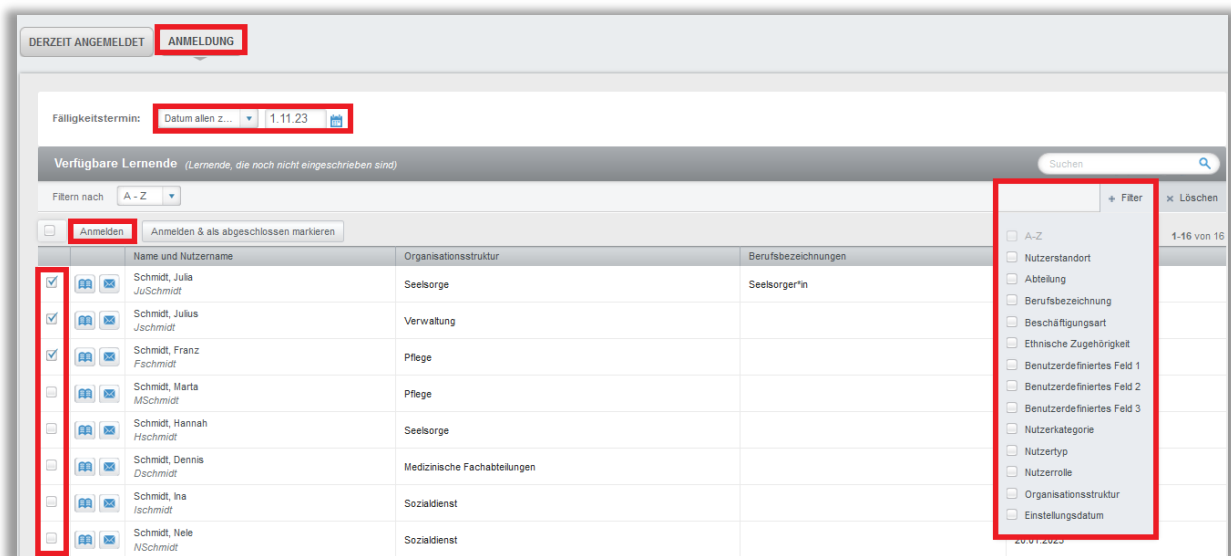 DERZEIT ANGEMELDET ANMELDUNG
Fälligkeitstermin: Datum allen z... 1.11.23
Verfügbare Lernende (Lernende, die noch nicht eingeschrieben sind) Suchen
Filtern nach A - Z Filter Löschen
Anmelden Anmelden & als abgeschlossen markieren 1-16 von 16
Name und Nutzername Organisationsstruktur Berufsbezeichnungen
Schmidt, Julia
JuSchmidt
Seelsorge Seelsorger*in
Schmidt, Julius
Jschmidt
Verwaltung
Schmidt, Franz
Fschmidt
Pflege
Schmidt, Marta
MSchmidt
Pflege
Schmidt, Hannah
Hschmidt
Seelsorge
Schmidt, Dennis
Dschmidt
Medizinische Fachabteilungen
Schmidt, Ina
Ischmidt
Sozialdienst
Schmidt, Nele
NSchmidt
Sozialdienst
A-Z
Nutzerstandort
Abteilung
Berufsbezeichnung
Beschäftigungsart
Ethnische Zugehörigkeit
Benutzerdefiniertes Feld 1
Benutzerdefiniertes Feld 2
Benutzerdefiniertes Feld 3
Nutzerkategorie
Nutzertyp
Nutzerrolle
Organisationsstruktur
Einstellungsdatum